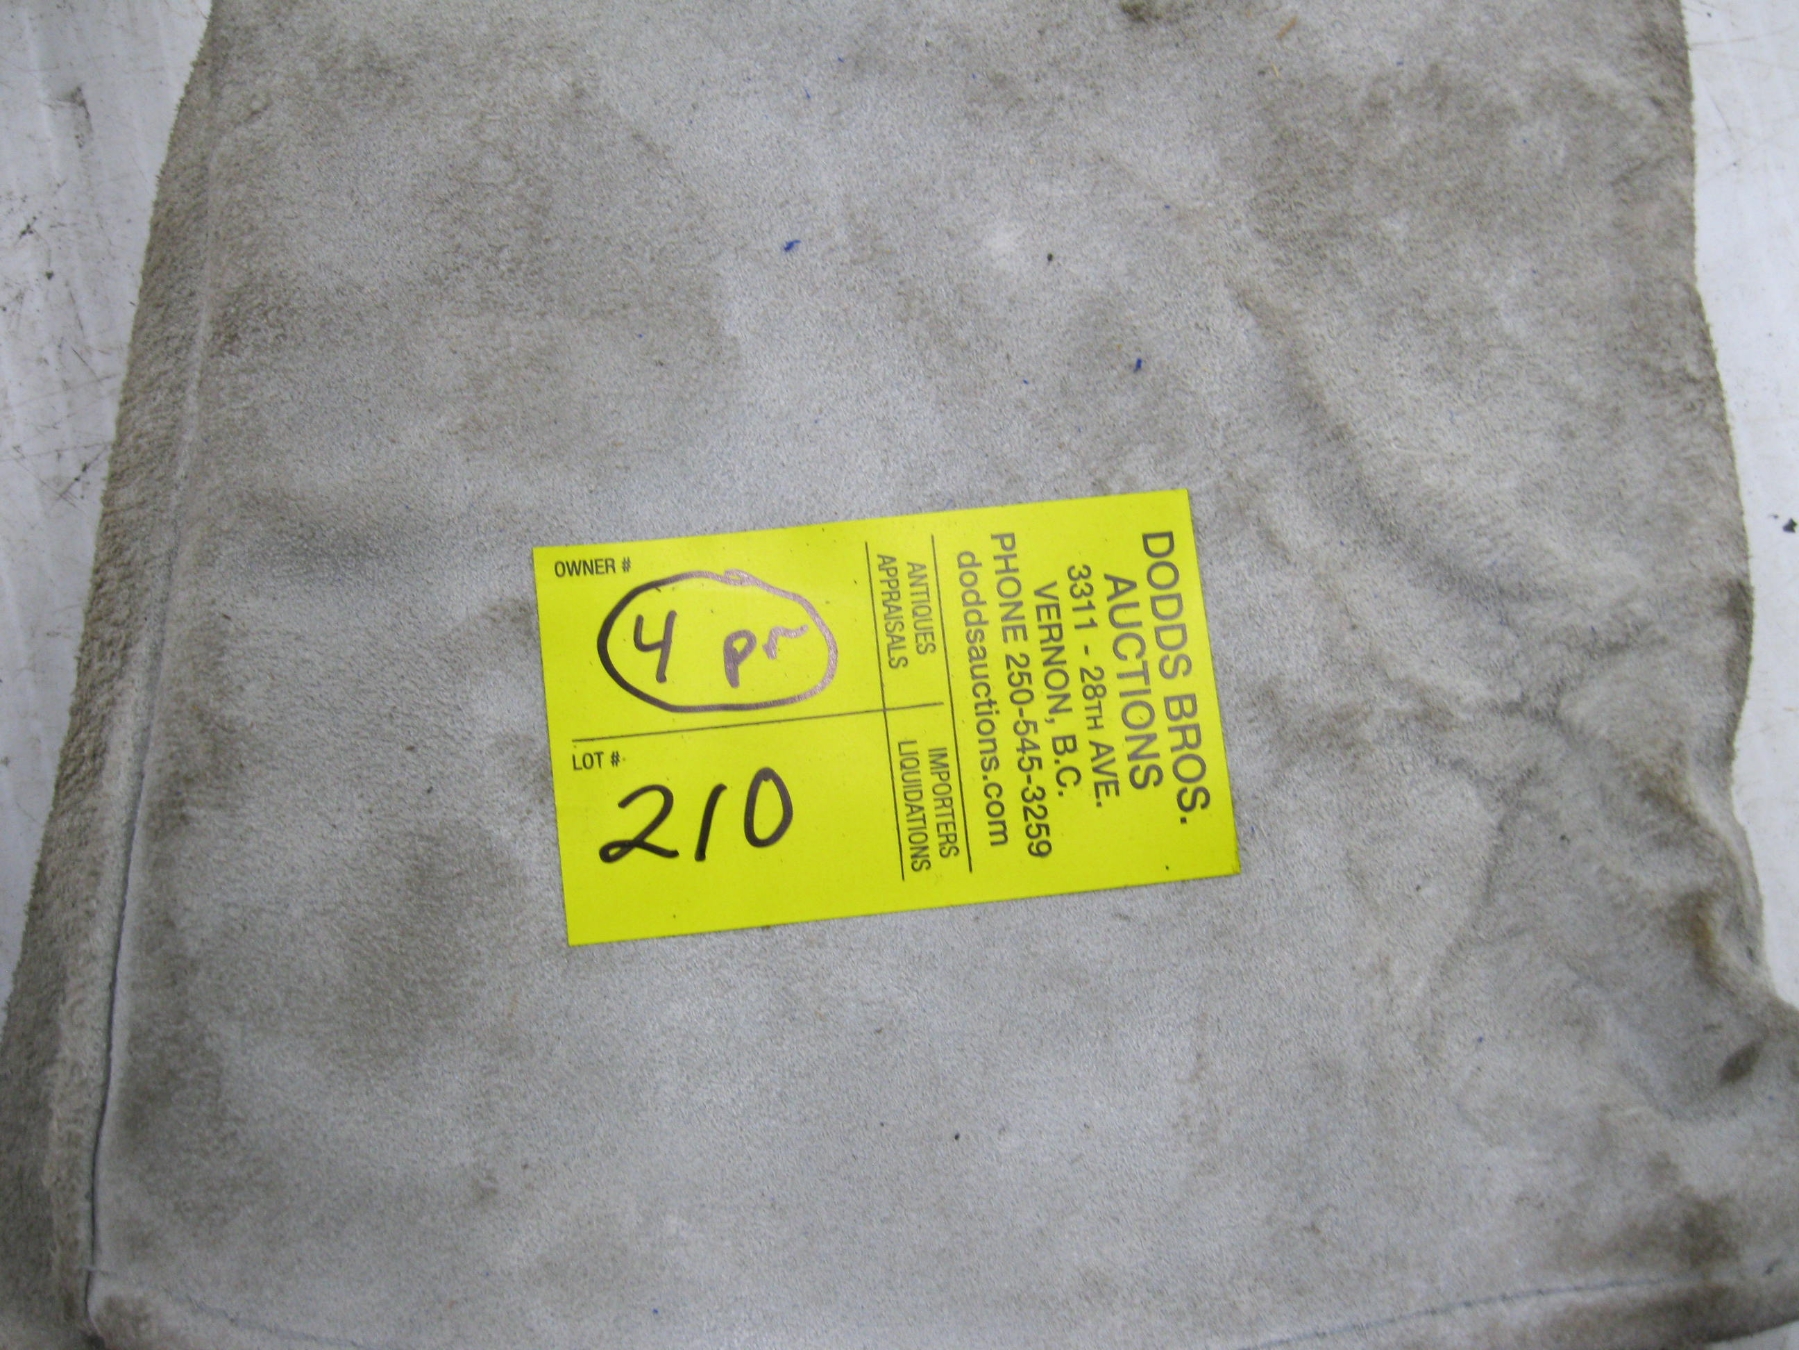 DODDS BROS.
AUCTIONS
3311 - 28TH AVE.
VERNON, B.C.
PHONE 250-545-3259
doddsauctions.com
ANTIQUES
APPRAISALS
IMPORTERS
LIQUIDATIONS
OWNER #
4 pr
LOT #
210